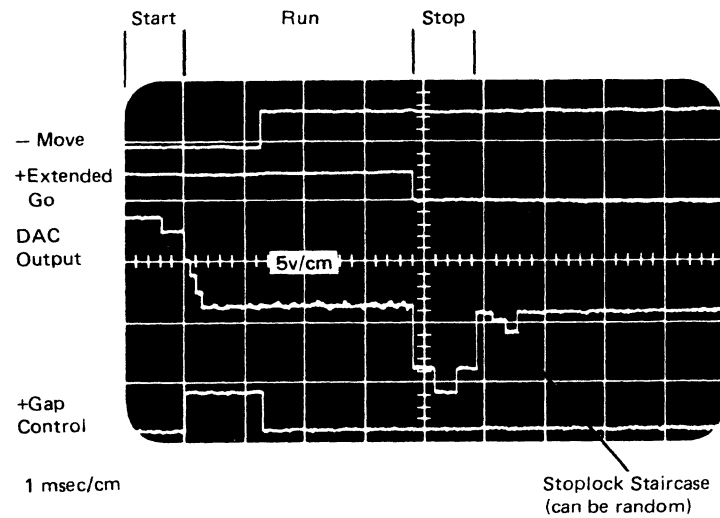 Start
Run
Stop
– Move
+Extended
Go
DAC
Output
5v/cm
+Gap
Control
1 msec/cm
Stoplock Staircase
(can be random)